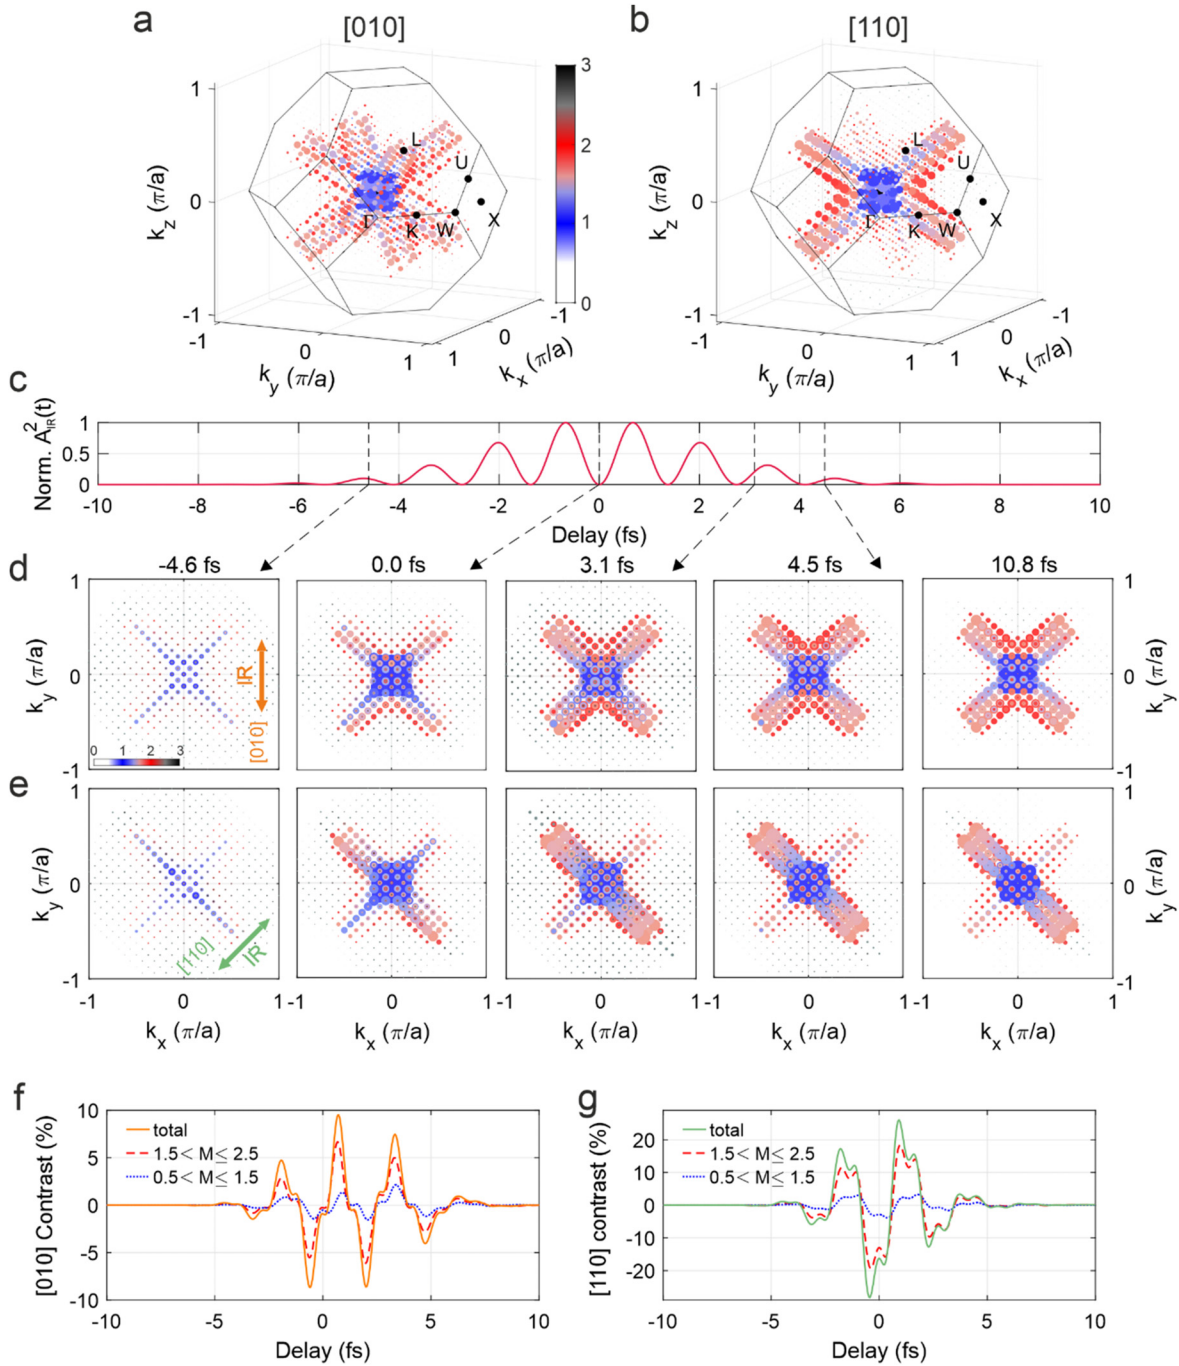 a [010] b [110]
3
2
1
0
1
0
-1
k_z (π/a)
L
U
Γ K W X
-1
0
1
k_y (π/a)
1
0
-1
k_x (π/a)
1
0
-1
k_z (π/a)
L
U
Γ K W X
-1
0
1
k_y (π/a)
1
0
-1
k_x (π/a)
c
Norm. A²_IR(t)
1
0.5
0
-10 -8 -6 -4 -2 0 2 4 6 8 10
Delay (fs)
d -4.6 fs 0.0 fs 3.1 fs 4.5 fs 10.8 fs
1
0
-1
k_y (π/a)
IR
[010]
0 1 2 3
1
0
-1
k_y (π/a)
e
1
0
-1
k_y (π/a)
[110]
IR
1
0
-1
k_y (π/a)
-1 0 1 -1 0 1 -1 0 1 -1 0 1 -1 0 1
k_x (π/a) k_x (π/a) k_x (π/a) k_x (π/a) k_x (π/a)
f
[010] Contrast (%)
10
5
0
-5
-10
total
1.5< M≤ 2.5
0.5< M≤ 1.5
-10 -5 0 5 10
Delay (fs)
g
[110] contrast (%)
20
10
0
-10
-20
total
1.5< M≤ 2.5
0.5< M≤ 1.5
-10 -5 0 5 10
Delay (fs)